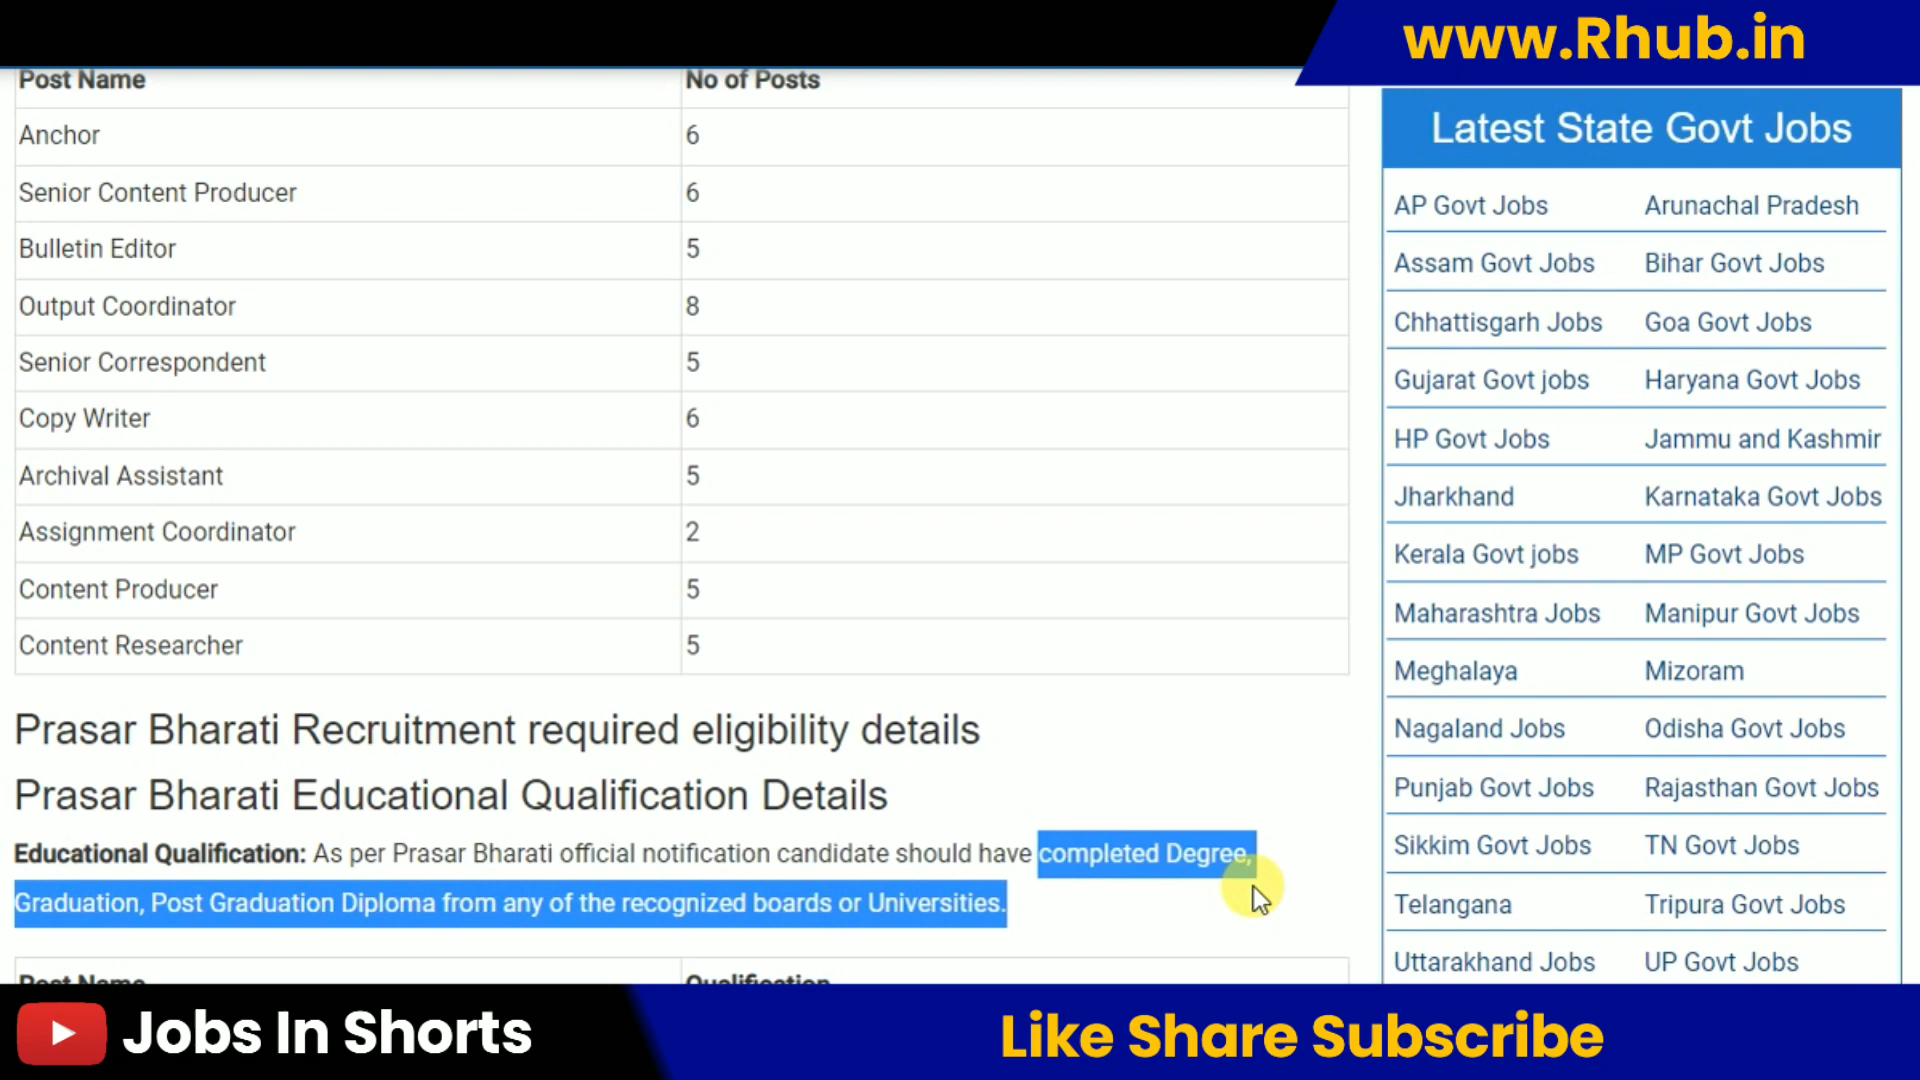 www.Rhub.in
Post Name No of Posts
Anchor 6
Senior Content Producer 6
Bulletin Editor 5
Output Coordinator 8
Senior Correspondent 5
Copy Writer 6
Archival Assistant 5
Assignment Coordinator 2
Content Producer 5
Content Researcher 5
Prasar Bharati Recruitment required eligibility details
Prasar Bharati Educational Qualification Details
Educational Qualification: As per Prasar Bharati official notification candidate should have completed Degree,
Graduation, Post Graduation Diploma from any of the recognized boards or Universities.
Post Name Qualification
Latest State Govt Jobs
AP Govt Jobs Arunachal Pradesh
Assam Govt Jobs Bihar Govt Jobs
Chhattisgarh Jobs Goa Govt Jobs
Gujarat Govt jobs Haryana Govt Jobs
HP Govt Jobs Jammu and Kashmir
Jharkhand Karnataka Govt Jobs
Kerala Govt jobs MP Govt Jobs
Maharashtra Jobs Manipur Govt Jobs
Meghalaya Mizoram
Nagaland Jobs Odisha Govt Jobs
Punjab Govt Jobs Rajasthan Govt Jobs
Sikkim Govt Jobs TN Govt Jobs
Telangana Tripura Govt Jobs
Uttarakhand Jobs UP Govt Jobs
Jobs In Shorts
Like Share Subscribe